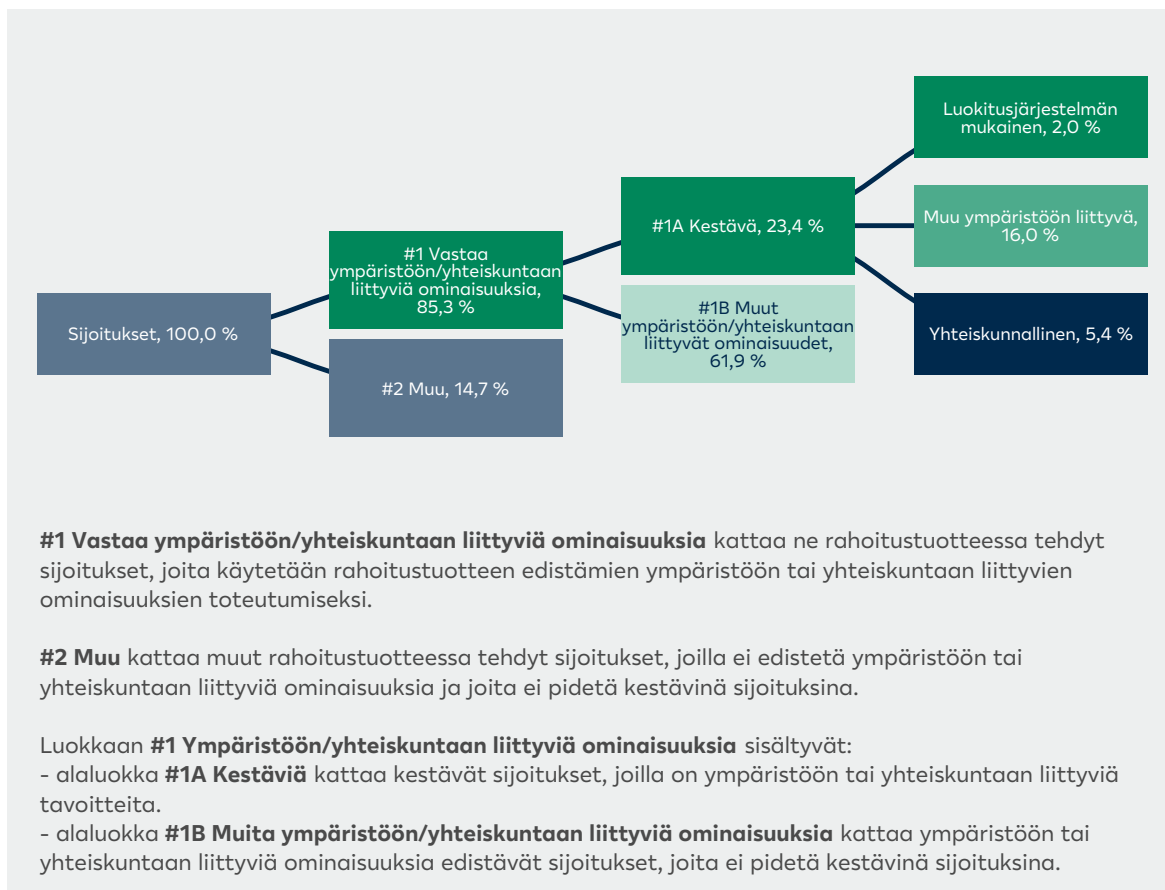 Sijoitukset, 100,0 %
#1 Vastaa
ympäristöön/yhteiskuntaan
liittyviä ominaisuuksia,
85,3 %
#2 Muu, 14,7 %
#1A Kestävä, 23,4 %
#1B Muut
ympäristöön/yhteiskuntaan
liittyvät ominaisuudet,
61,9 %
Luokitusjärjestelmän
mukainen, 2,0 %
Muu ympäristöön liittyvä,
16,0 %
Yhteiskunnallinen, 5,4 %
#1 Vastaa ympäristöön/yhteiskuntaan liittyviä ominaisuuksia kattaa ne rahoitustuotteessa tehdyt
sijoitukset, joita käytetään rahoitustuotteen edistämien ympäristöön tai yhteiskuntaan liittyvien
ominaisuuksien toteutumiseksi.
#2 Muu kattaa muut rahoitustuotteessa tehdyt sijoitukset, joilla ei edistetä ympäristöön tai
yhteiskuntaan liittyviä ominaisuuksia ja joita ei pidetä kestävinä sijoituksina.
Luokkaan #1 Ympäristöön/yhteiskuntaan liittyviä ominaisuuksia sisältyvät:
- alaluokka #1A Kestäviä kattaa kestävät sijoitukset, joilla on ympäristöön tai yhteiskuntaan liittyviä
tavoitteita.
- alaluokka #1B Muita ympäristöön/yhteiskuntaan liittyviä ominaisuuksia kattaa ympäristöön tai
yhteiskuntaan liittyviä ominaisuuksia edistävät sijoitukset, joita ei pidetä kestävinä sijoituksina.